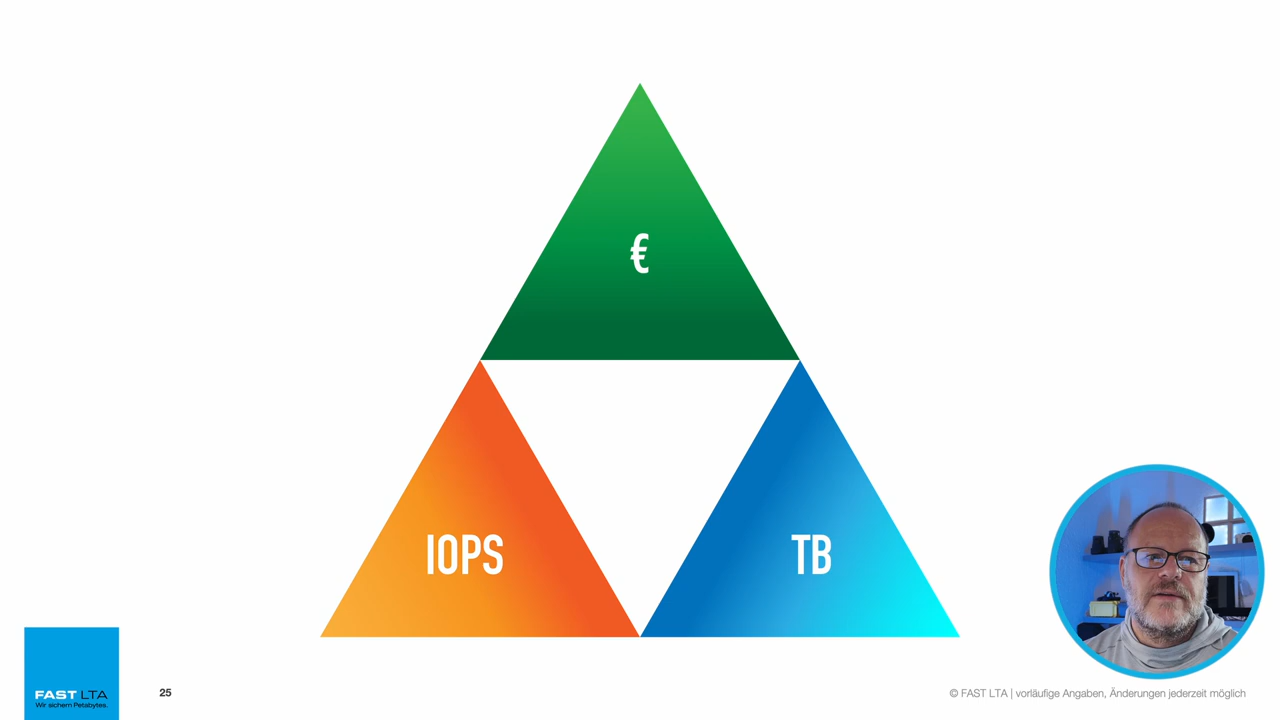 €
IOPS
TB
FAST LTA
Wir sichern Petabytes.
25
© FAST LTA | vorläufige Angaben, Änderungen jederzeit möglich